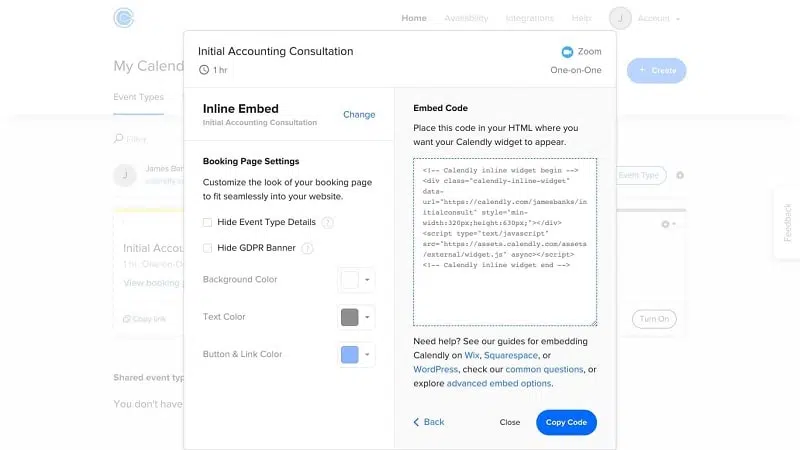 Home Availability Integrations Help J Account
My Calendl
+ Create
Event Types
Filter
J James Ban
calendly.co
Event Type
Initial Accou
1 hr, One-on-O
View booking p
Copy link
Turn On
Shared event typ
You don't have
Feedback
Initial Accounting Consultation
Zoom
1 hr
One-on-One
Inline Embed
Change
Initial Accounting Consultation
Booking Page Settings
Customize the look of your booking page
to fit seamlessly into your website.
Hide Event Type Details ?
Hide GDPR Banner ?
Background Color
Text Color
Button & Link Color
Embed Code
Place this code in your HTML where you
want your Calendly widget to appear.
<!-- Calendly inline widget begin -->
<div class="calendly-inline-widget"
data-
url="https://calendly.com/jamesbanks/in
itialconsult" style="min-
width:320px;height:630px;"></div>
<script type="text/javascript"
src="https://assets.calendly.com/assets
/external/widget.js" async></script>
<!-- Calendly inline widget end -->
Need help? See our guides for embedding
Calendly on Wix, Squarespace, or
WordPress, check our common questions, or
explore advanced embed options.
Back
Close
Copy Code